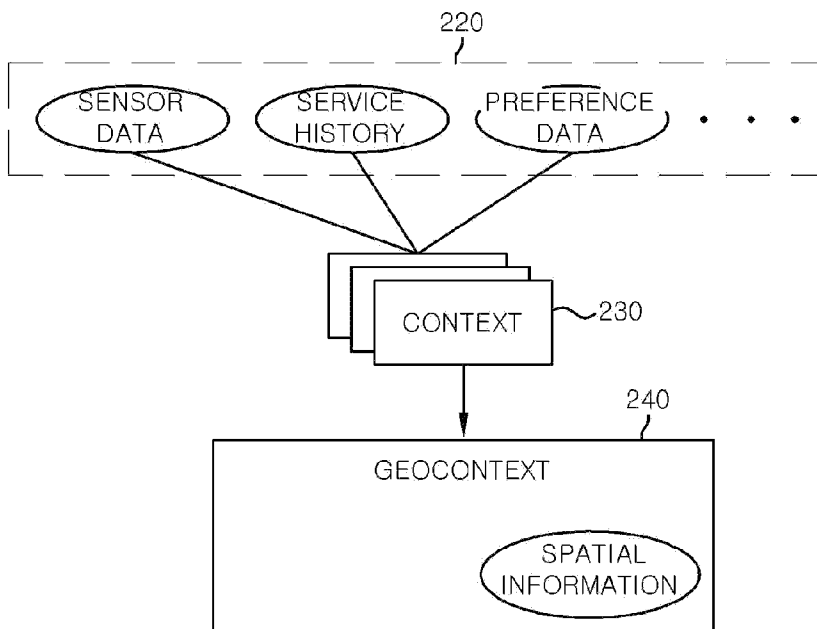 220
SENSOR
DATA
SERVICE
HISTORY
PREFERENCE
DATA
CONTEXT
230
240
GEOCONTEXT
SPATIAL
INFORMATION